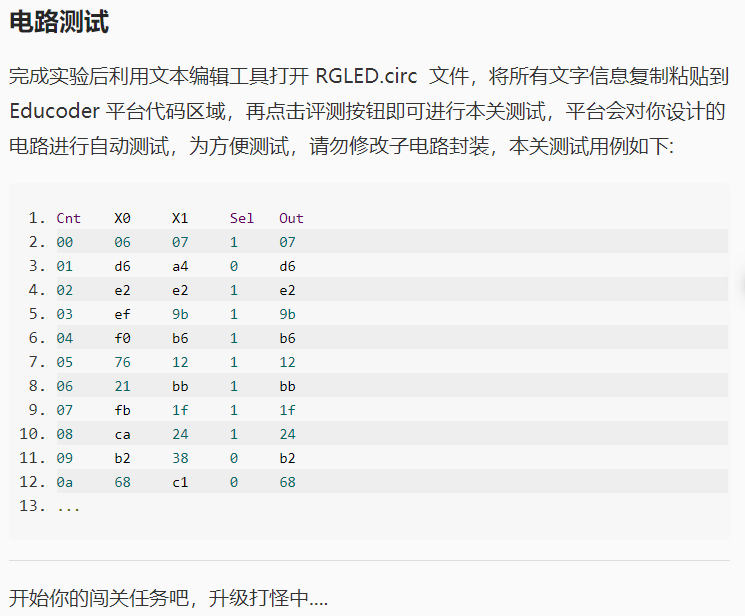 电路测试
完成实验后利用文本编辑工具打开 RGLED.circ 文件，将所有文字信息复制粘贴到
Educoder 平台代码区域，再点击评测按钮即可进行本关测试，平台会对你设计的
电路进行自动测试，为方便测试，请勿修改子电路封装，本关测试用例如下:
1. Cnt X0 X1 Sel Out
2. 00 06 07 1 07
3. 01 d6 a4 0 d6
4. 02 e2 e2 1 e2
5. 03 ef 9b 1 9b
6. 04 f0 b6 1 b6
7. 05 76 12 1 12
8. 06 21 bb 1 bb
9. 07 fb 1f 1 1f
10. 08 ca 24 1 24
11. 09 b2 38 0 b2
12. 0a 68 c1 0 68
13. ...
开始你的闯关任务吧，升级打怪中....